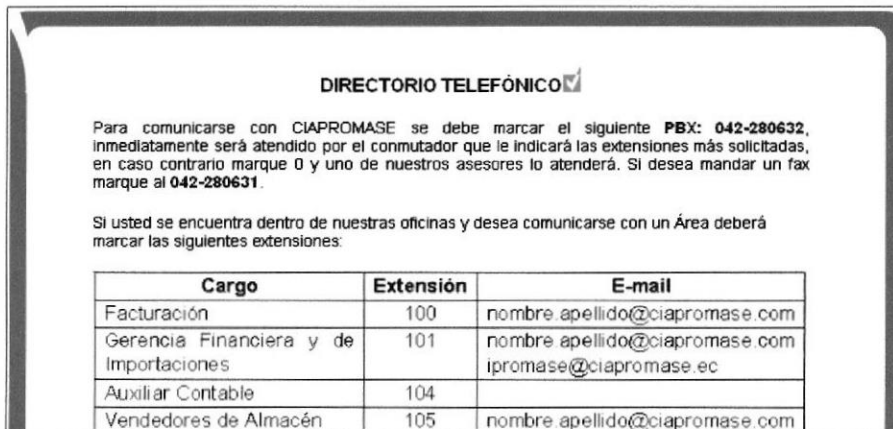 DIRECTORIO TELEFÓNICO
Para comunicarse con CIAPROMASE se debe marcar el siguiente PBX: 042-280632,
inmediatamente será atendido por el conmutador que le indicará las extensiones más solicitadas,
en caso contrario marque 0 y uno de nuestros asesores lo atenderá. Si desea mandar un fax
marque al 042-280631.
Si usted se encuentra dentro de nuestras oficinas y desea comunicarse con un Área deberá
marcar las siguientes extensiones:
Cargo Extensión E-mail
Facturación 100 nombre.apellido@ciapromase.com
Gerencia Financiera y de 101 nombre.apellido@ciapromase.com
Importaciones ipromase@ciapromase.ec
Auxiliar Contable 104
Vendedores de Almacén 105 nombre.apellido@ciapromase.com